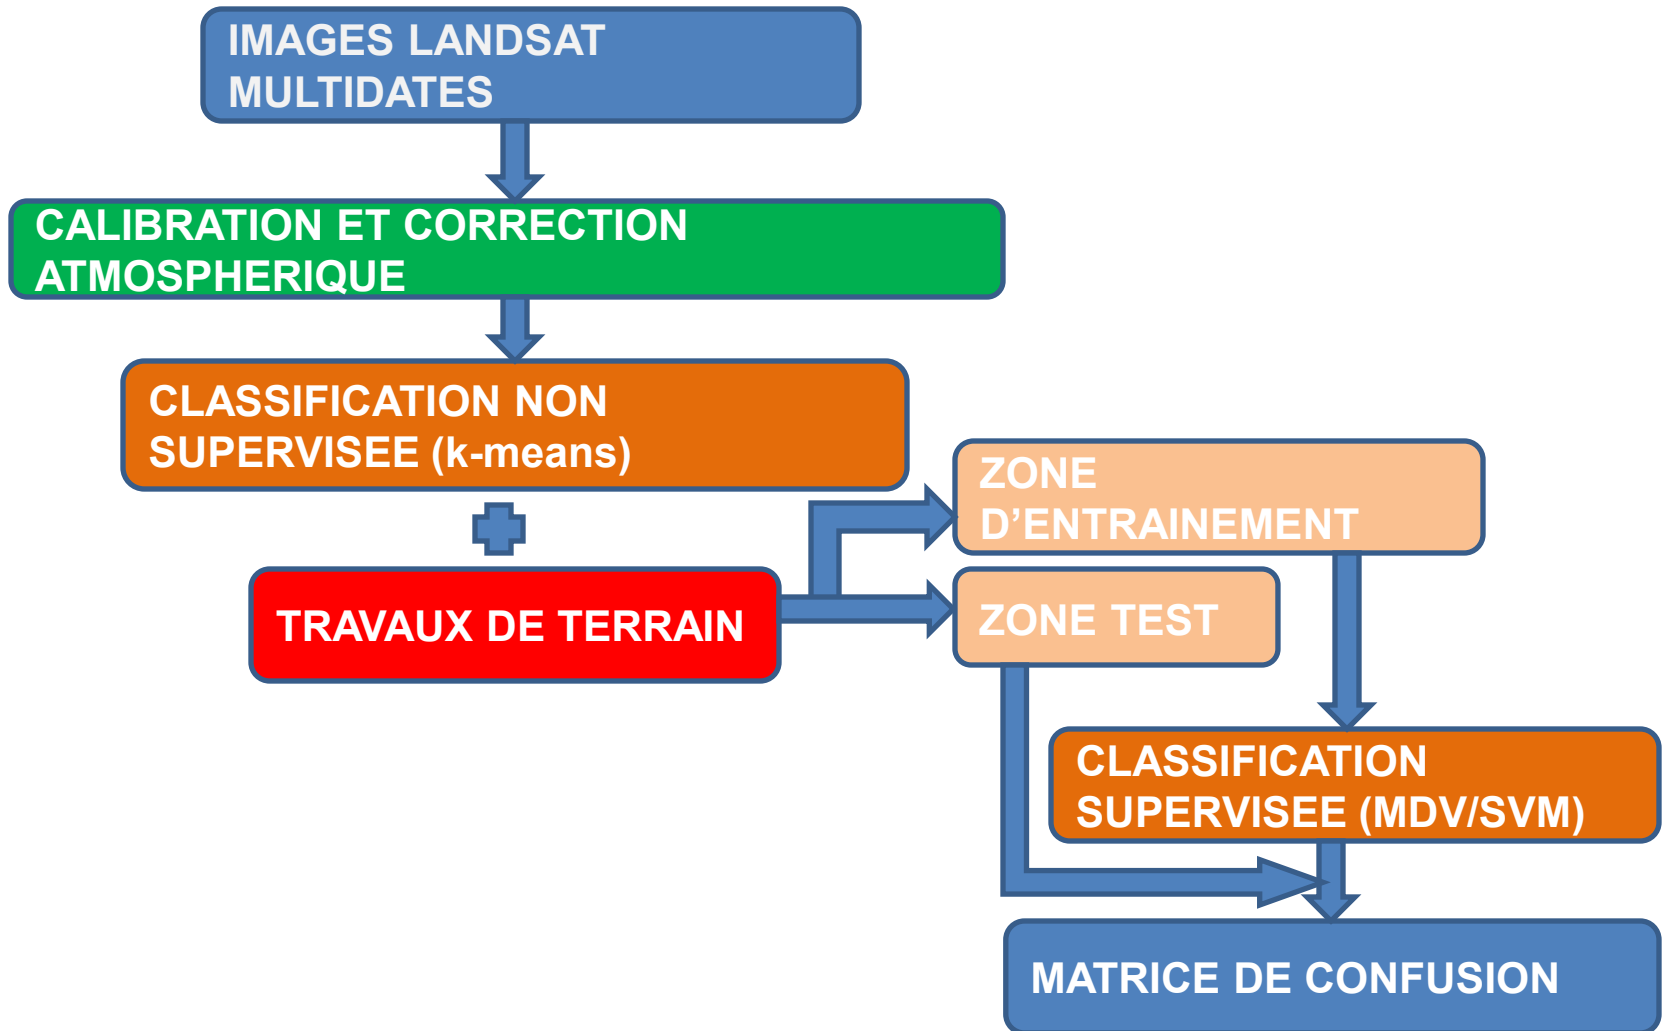 IMAGES LANDSAT
MULTIDATES
CALIBRATION ET CORRECTION
ATMOSPHERIQUE
CLASSIFICATION NON
SUPERVISEE (k-means)
ZONE
D’ENTRAINEMENT
TRAVAUX DE TERRAIN
ZONE TEST
CLASSIFICATION
SUPERVISEE (MDV/SVM)
MATRICE DE CONFUSION